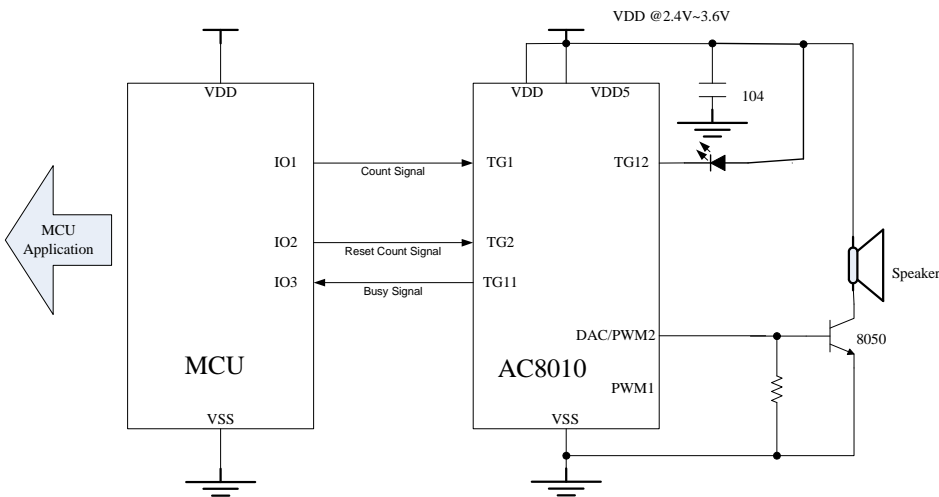 VDD @2.4V~3.6V
VDD
VDD
VDD5
104
IO1
Count Signal
TG1
TG12
MCU
Application
IO2
Reset Count Signal
TG2
IO3
Busy Signal
TG11
Speaker
DAC/PWM2
8050
MCU
AC8010
PWM1
VSS
VSS